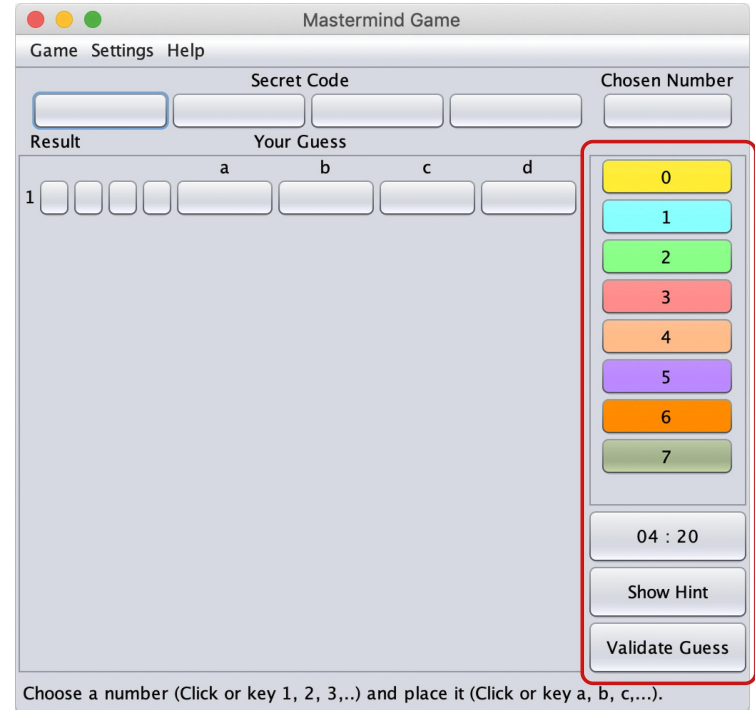 Mastermind Game
Game Settings Help
Secret Code Chosen Number
Result Your Guess
a b c d
1
0
1
2
3
4
5
6
7
04 : 20
Show Hint
Validate Guess
Choose a number (Click or key 1, 2, 3,..) and place it (Click or key a, b, c,...).